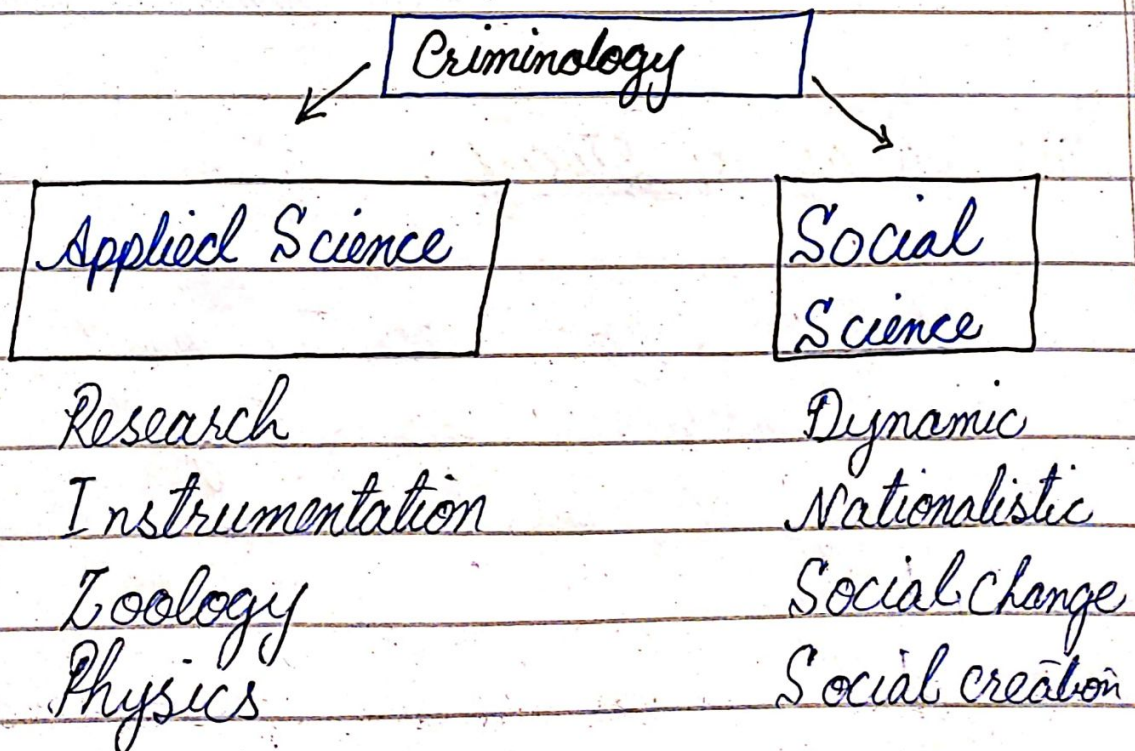 Criminology
Applied Science
Social
Science
Research
Instrumentation
Zoology
Physics
Dynamic
Nationalistic
Social Change
Social creation